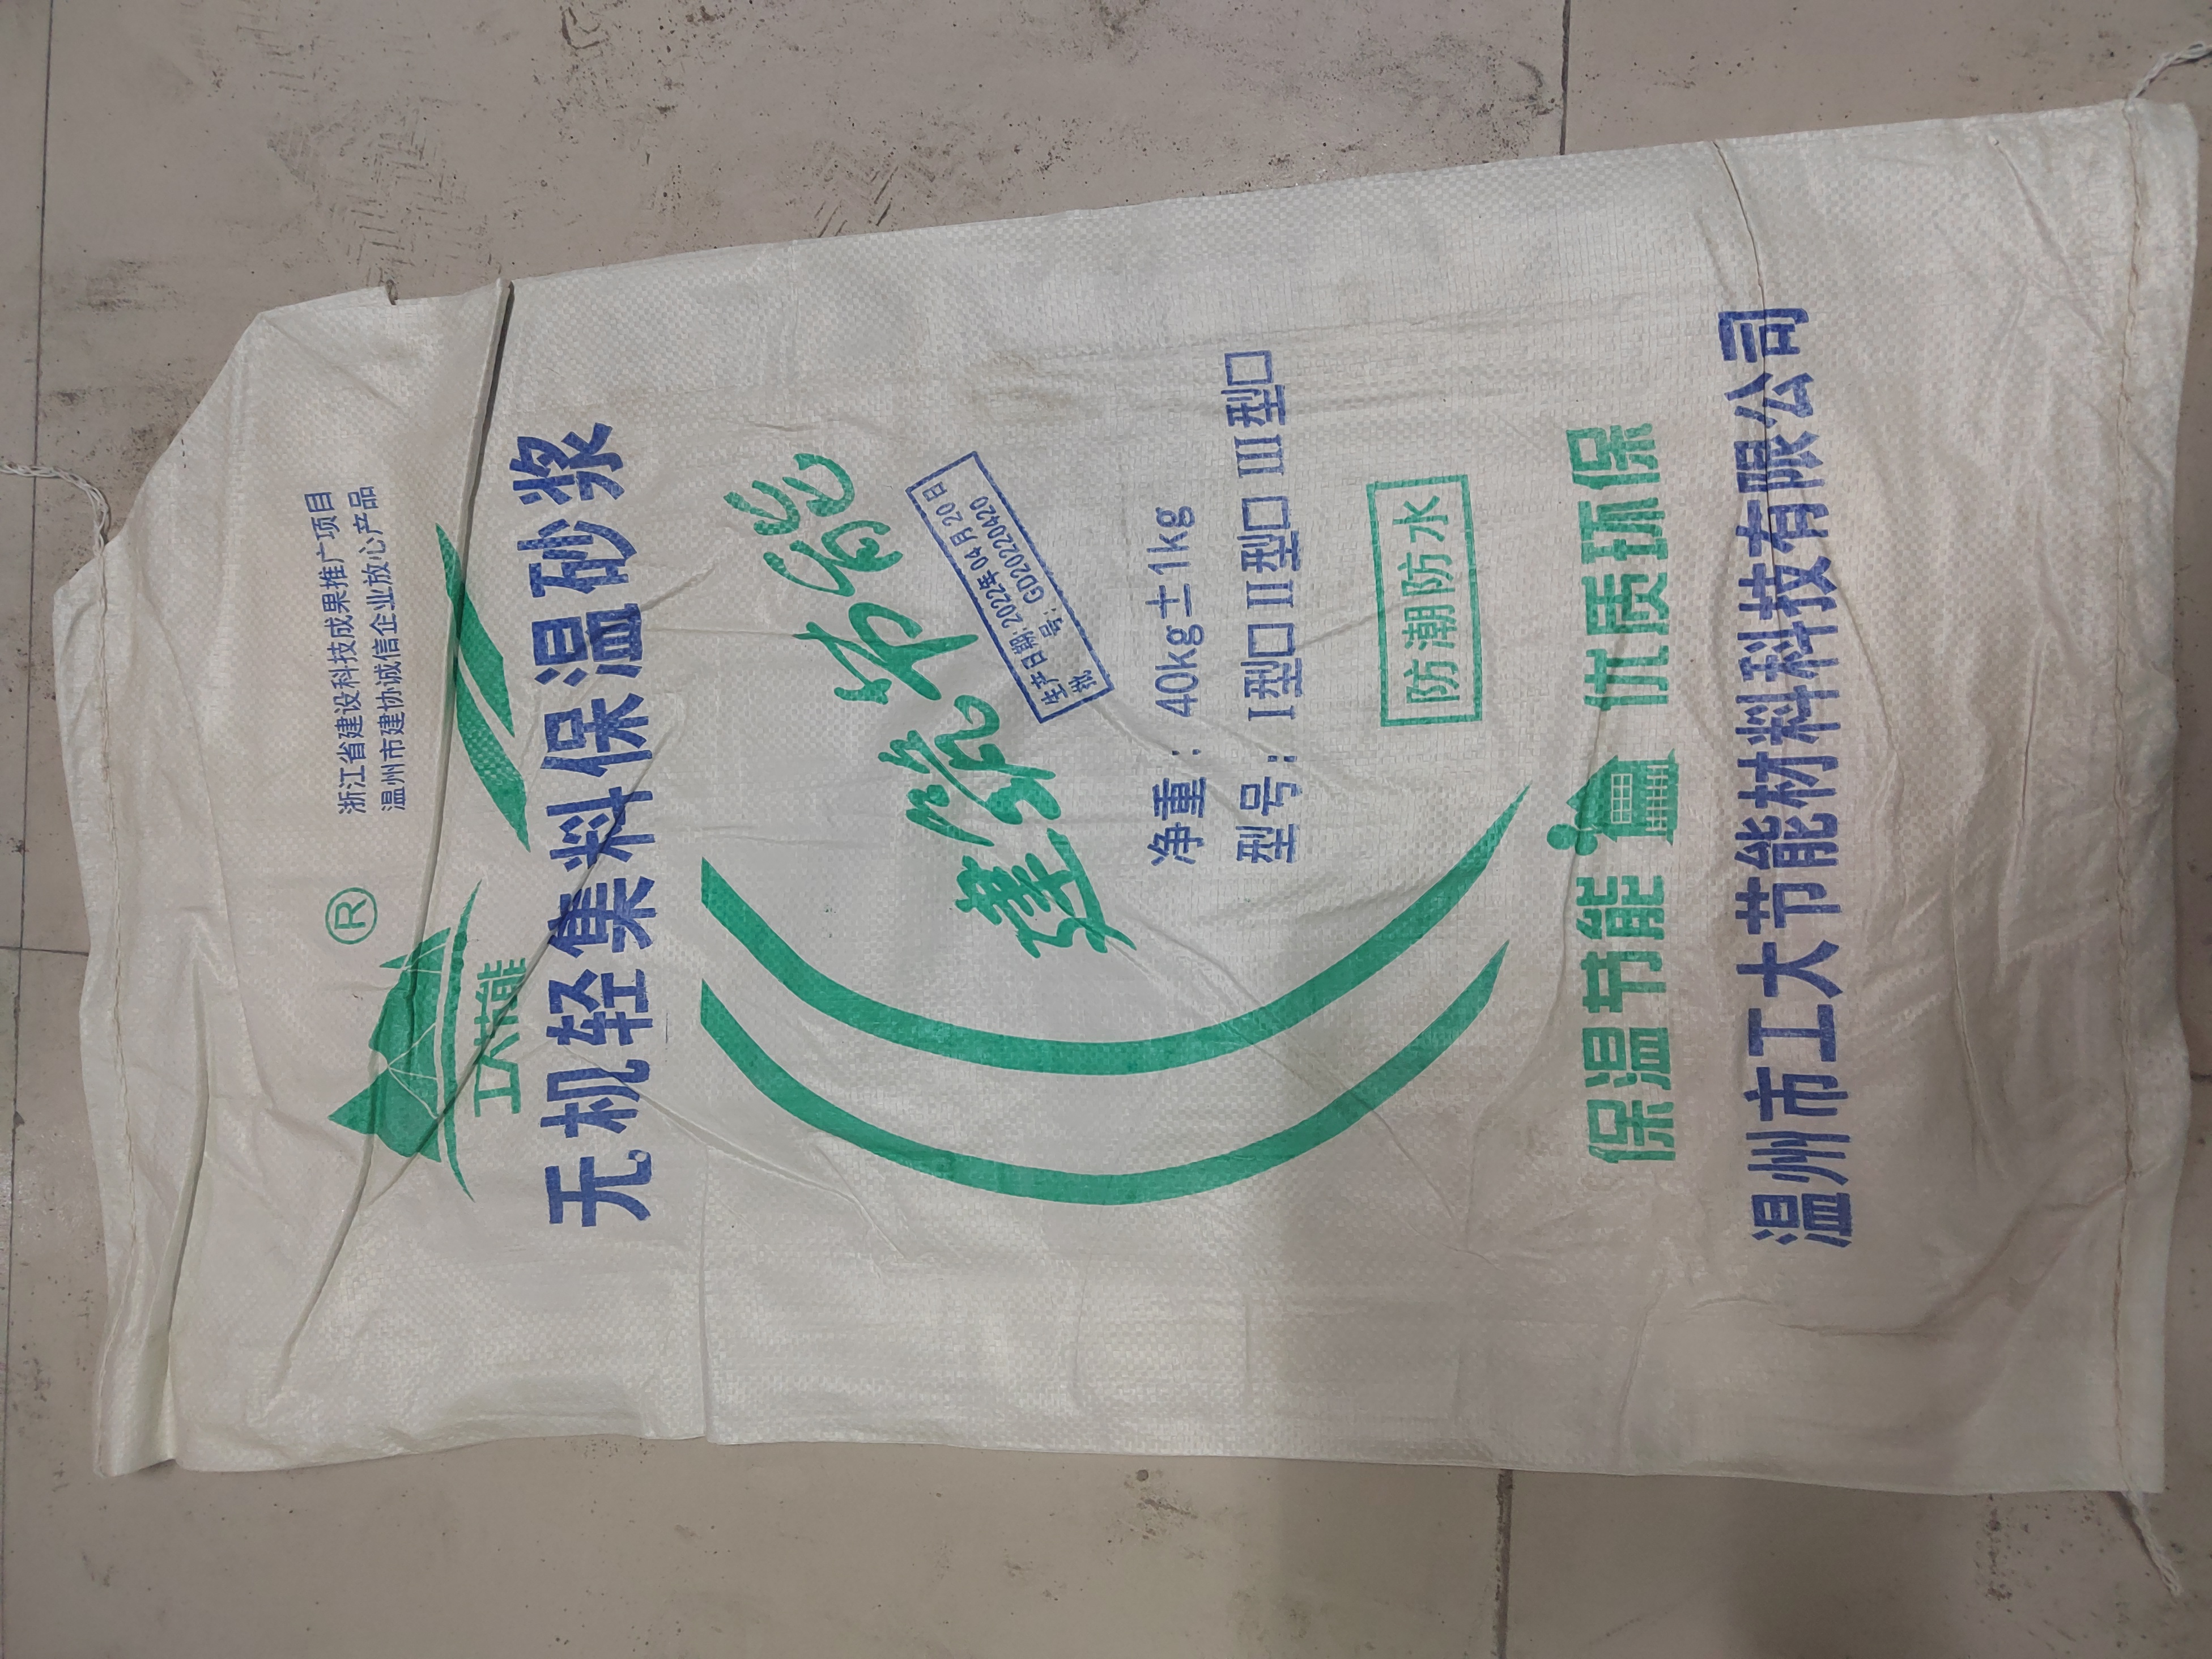 浙江省建设科技成果推广项目
温州市建协诚信企业放心产品
®
工大节能
无机轻集料保温砂浆
建筑节能
生产日期:2022年04月20日
批 号:GD20220420
净重：40kg±1kg
型号：I型口 II型口 III型口
防潮防水
保温节能 优质环保
温州市工大节能材料科技有限公司